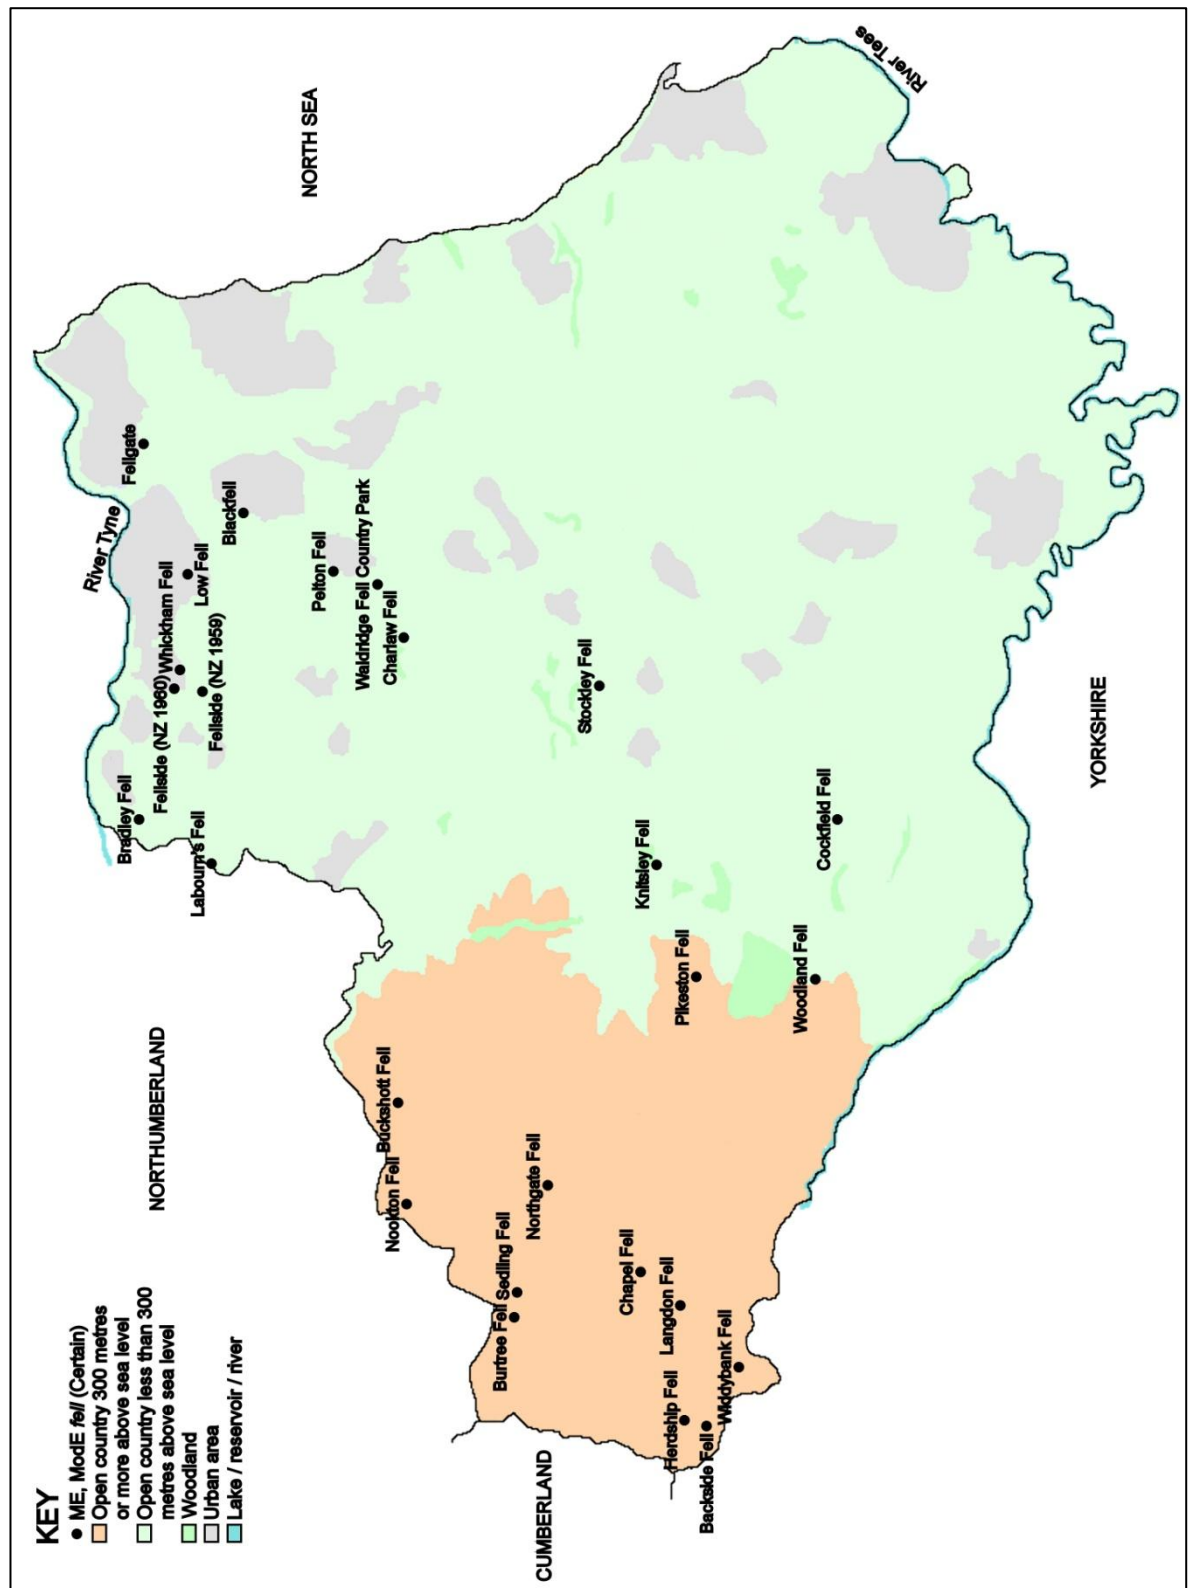 KEY
ME, ModE fell (Certain)
Open country 300 metres
or more above sea level
Open country less than 300
metres above sea level
Woodland
Urban area
Lake / reservoir / river
NORTHUMBERLAND
CUMBERLAND
NORTH SEA
YORKSHIRE
River Tyne
River Tees
Bradley Fell
Fellside (NZ 1960)
Whickham Fell
Low Fell
Fellside (NZ 1959)
Fellgate
Blackfell
Labourn's Fell
Pelton Fell
Waldridge Fell Country Park
Charlaw Fell
Stockley Fell
Knitsley Fell
Cockfield Fell
Pikeston Fell
Woodland Fell
Buckshott Fell
Nookton Fell
Northgate Fell
Sedling Fell
Burtree Fell
Chapel Fell
Langdon Fell
Widdybank Fell
Herdship Fell
Backside Fell